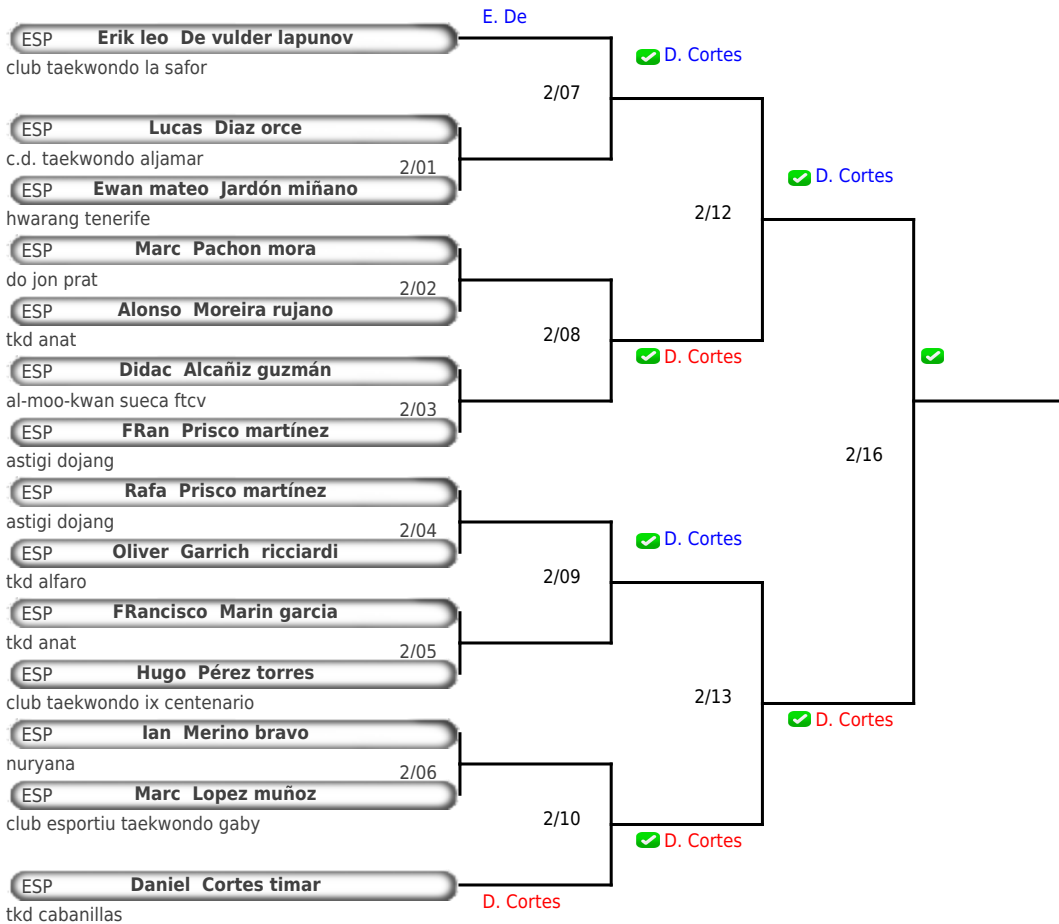 E. De
ESP Erik leo De vulder lapunov
D. Cortes
club taekwondo la safor
2/07
ESP Lucas Diaz orce
c.d. taekwondo aljamar
2/01
D. Cortes
ESP Ewan mateo Jardón miñano
hwarang tenerife
2/12
ESP Marc Pachon mora
do jon prat
2/02
ESP Alonso Moreira rujano
2/08
tkd anat
D. Cortes
ESP Didac Alcañiz guzmán
al-moo-kwan sueca ftcv
2/03
ESP FRan Prisco martínez
astigi dojang
2/16
ESP Rafa Prisco martínez
astigi dojang
2/04
D. Cortes
ESP Oliver Garrich ricciardi
tkd alfaro
2/09
ESP FRancisco Marin garcia
tkd anat
2/05
ESP Hugo Pérez torres
club taekwondo ix centenario
2/13
D. Cortes
ESP Ian Merino bravo
nuryana
2/06
ESP Marc Lopez muñoz
club esportiu taekwondo gaby
2/10
D. Cortes
ESP Daniel Cortes timar
D. Cortes
tkd cabanillas